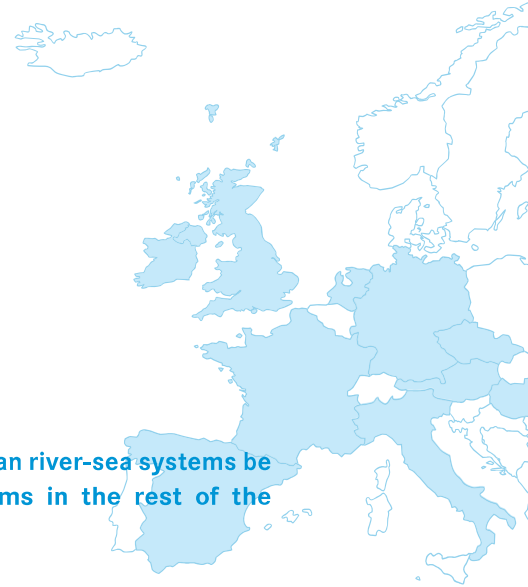 an river-sea systems be
ms in the rest of the